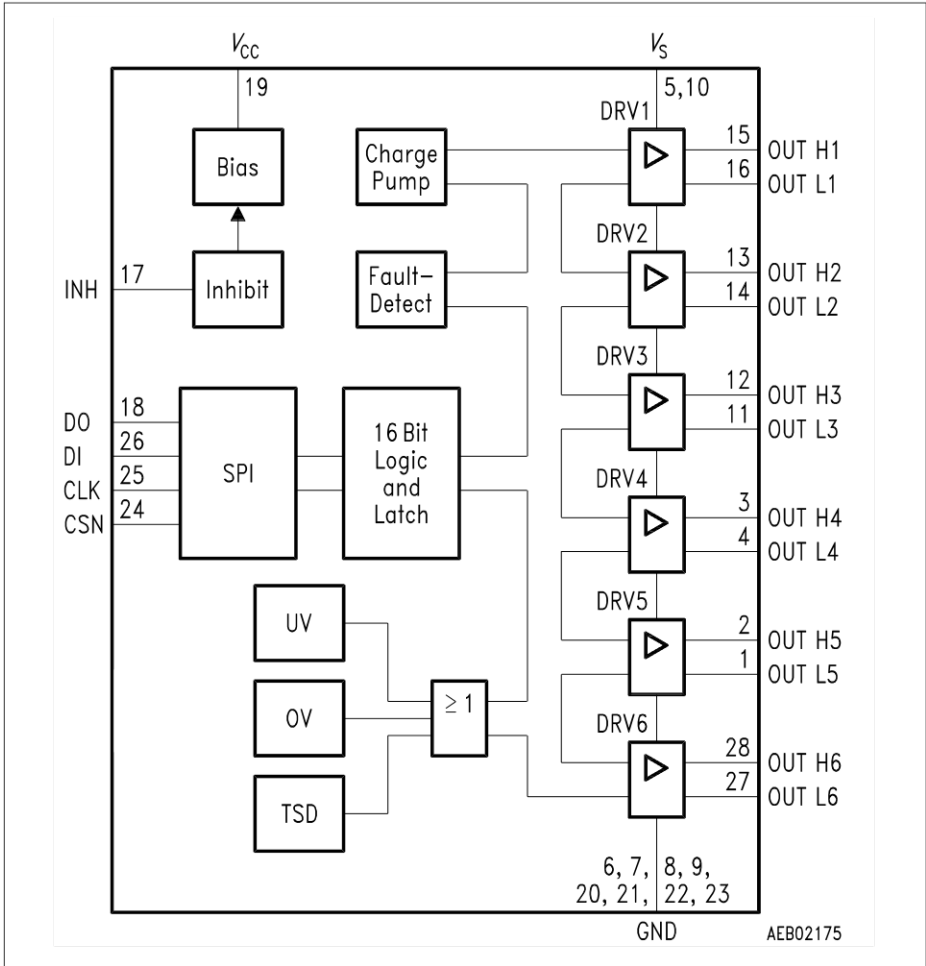 VCC
VS
19
5,10
DRV1
Bias
Charge
Pump
15
OUT H1
16
OUT L1
DRV2
INH
17
Inhibit
Fault–
Detect
13
OUT H2
14
OUT L2
DRV3
12
OUT H3
11
OUT L3
DO
18
DI
26
CLK
25
CSN
24
SPI
16 Bit
Logic
and
Latch
DRV4
3
OUT H4
4
OUT L4
DRV5
UV
2
OUT H5
1
OUT L5
OV
≥ 1
DRV6
TSD
28
OUT H6
27
OUT L6
6, 7,
8, 9,
20, 21,
22, 23
GND
AEB02175